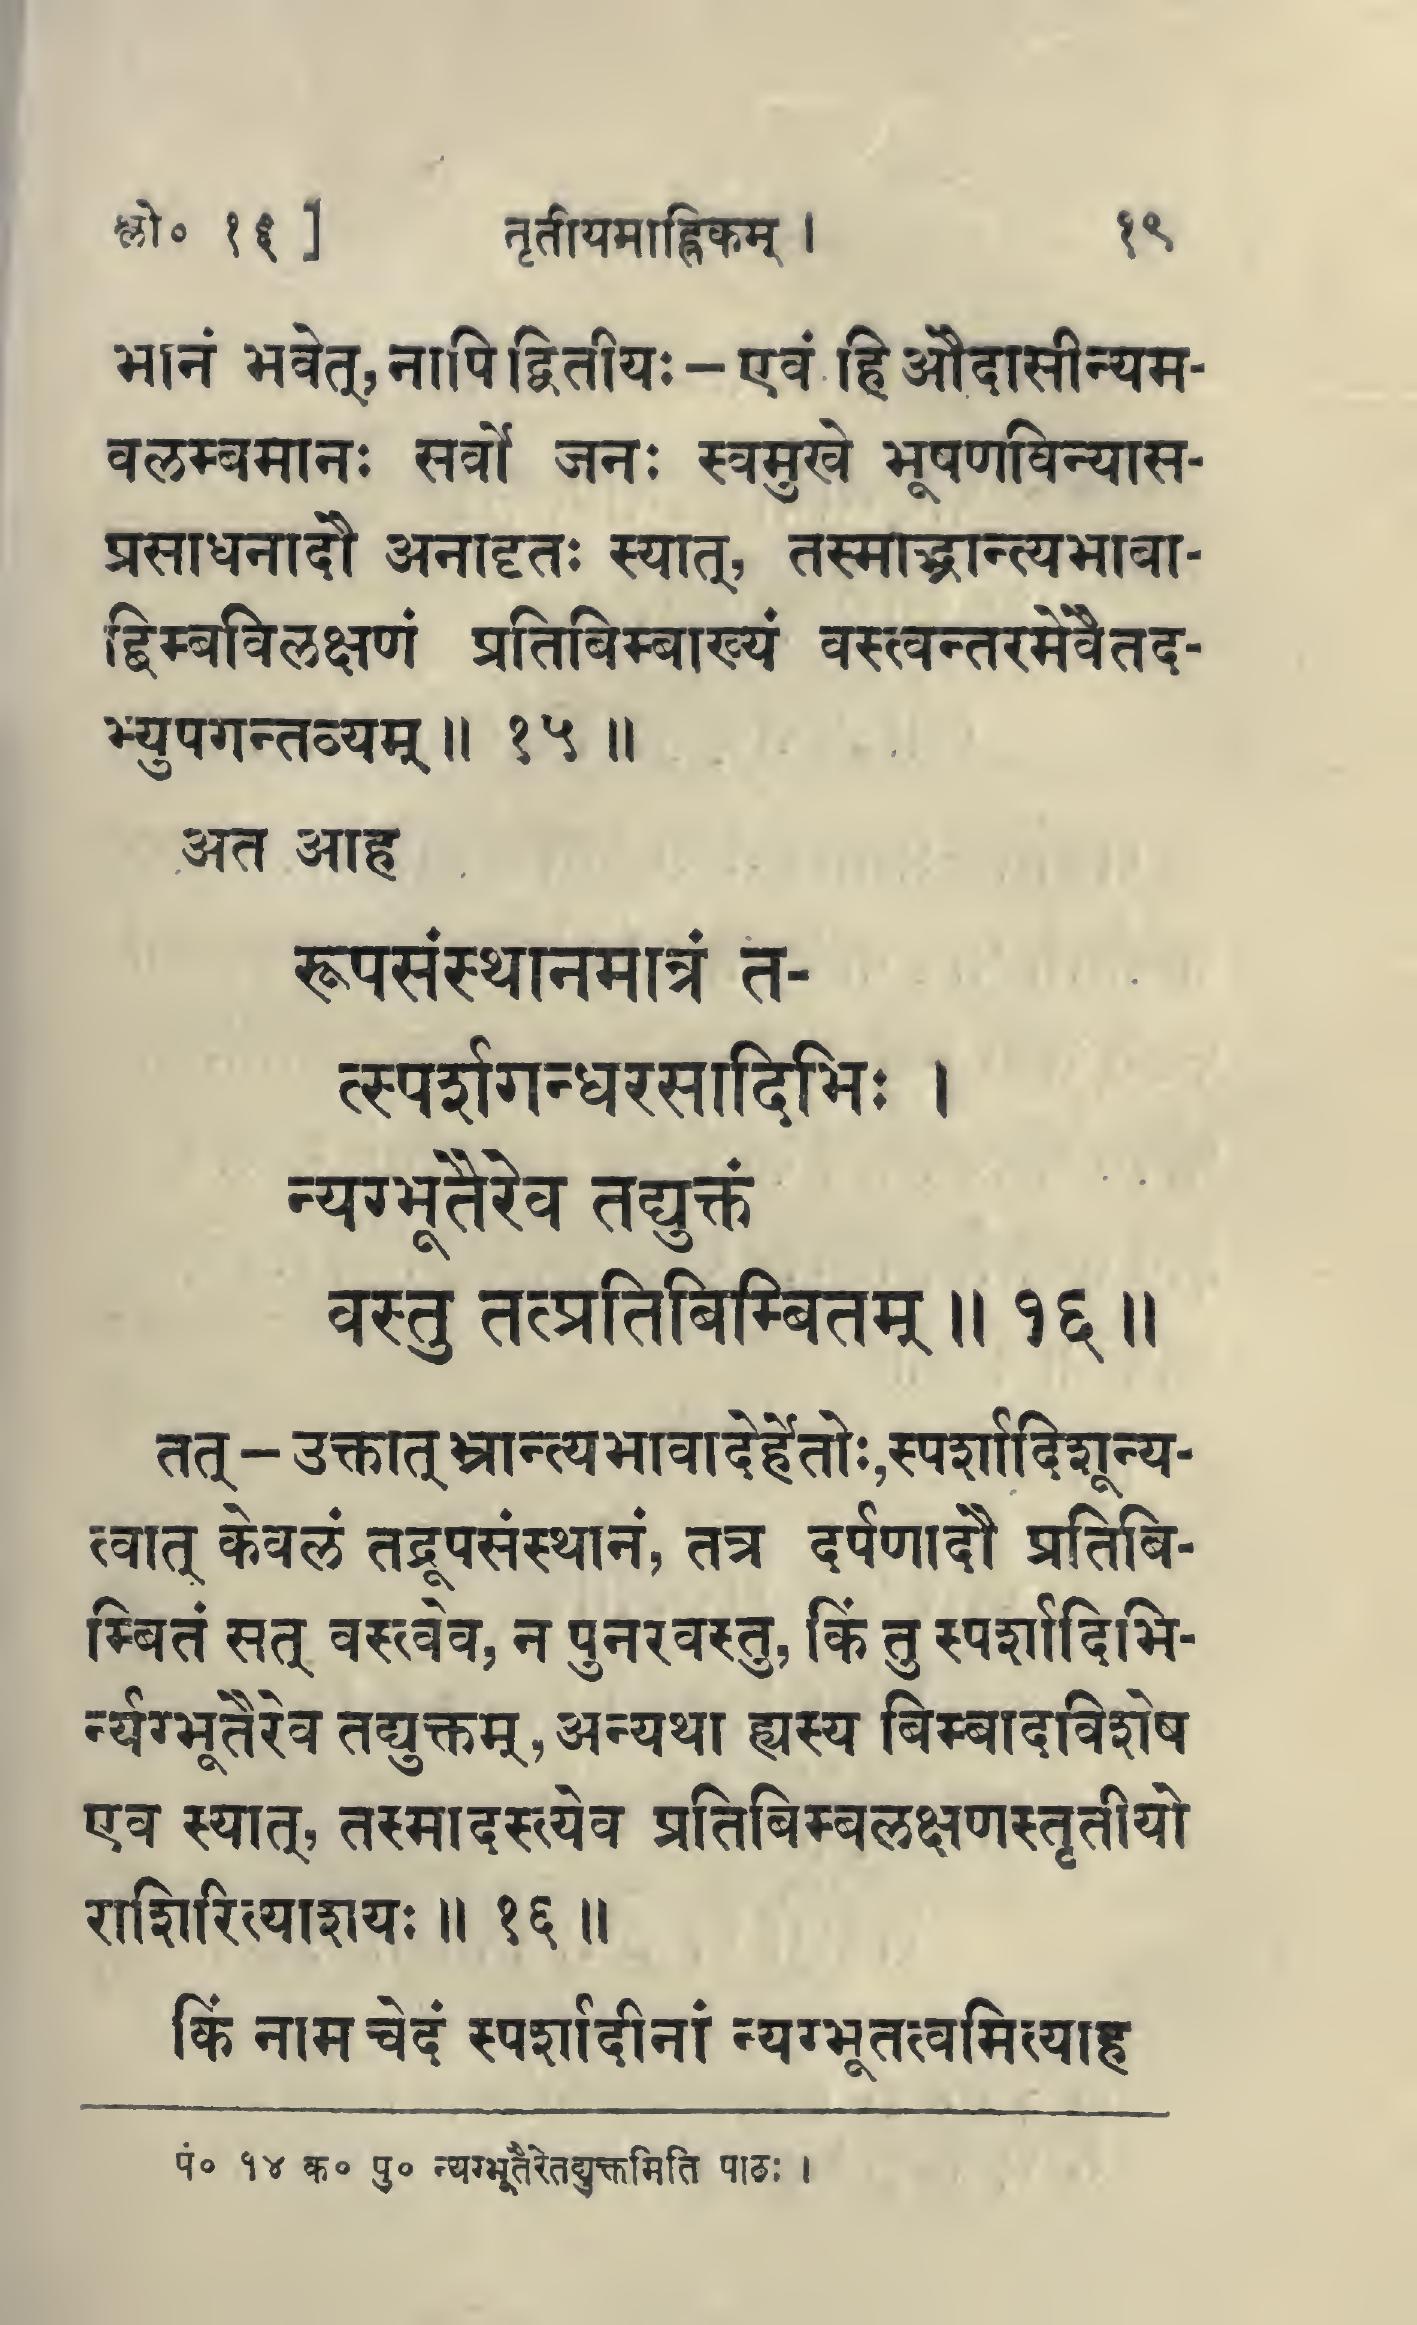 श्लो० १६ ] तृतीयमाह्निकम् । १९
भानं भवेत्, नापि द्वितीयः – एवं हि औदासीन्यम-
वलम्बमानः सर्वो जनः स्वमुखे भूषणविन्यास-
प्रसाधनादौ अनादृतः स्यात्, तस्माद्भ्रान्त्यभावा-
द्बिम्बविलक्षणं प्रतिबिम्बाख्यं वस्त्वन्तरमेवैतद-
भ्युपगन्तव्यम् ॥ १५ ॥
अत आह
रूपसंस्थानमात्रं त-
त्स्पर्शगन्धरसादिभिः ।
न्यग्भूतैरेव तद्युक्तं
वस्तु तत्प्रतिबिम्बितम् ॥ १६ ॥
तत् – उक्तात् भ्रान्त्यभावादेर्हेतोः, स्पर्शादिशून्य-
त्वात् केवलं तद्रूपसंस्थानं, तत्र दर्पणादौ प्रतिबि-
म्बितं सत् वस्त्वेव, न पुनरवस्तु, किं तु स्पर्शादिभि-
र्न्यग्भूतैरेव तद्युक्तम्, अन्यथा ह्यस्य बिम्बादविशेष
एव स्यात्, तस्मादस्त्येव प्रतिबिम्बलक्षणस्तृतीयो
राशिरित्याशयः ॥ १६ ॥
किं नाम चेदं स्पर्शादीनां न्यग्भूतत्वमित्याह
पं० १४ क० पु० न्यग्भूतैरेतद्युक्तमिति पाठः ।